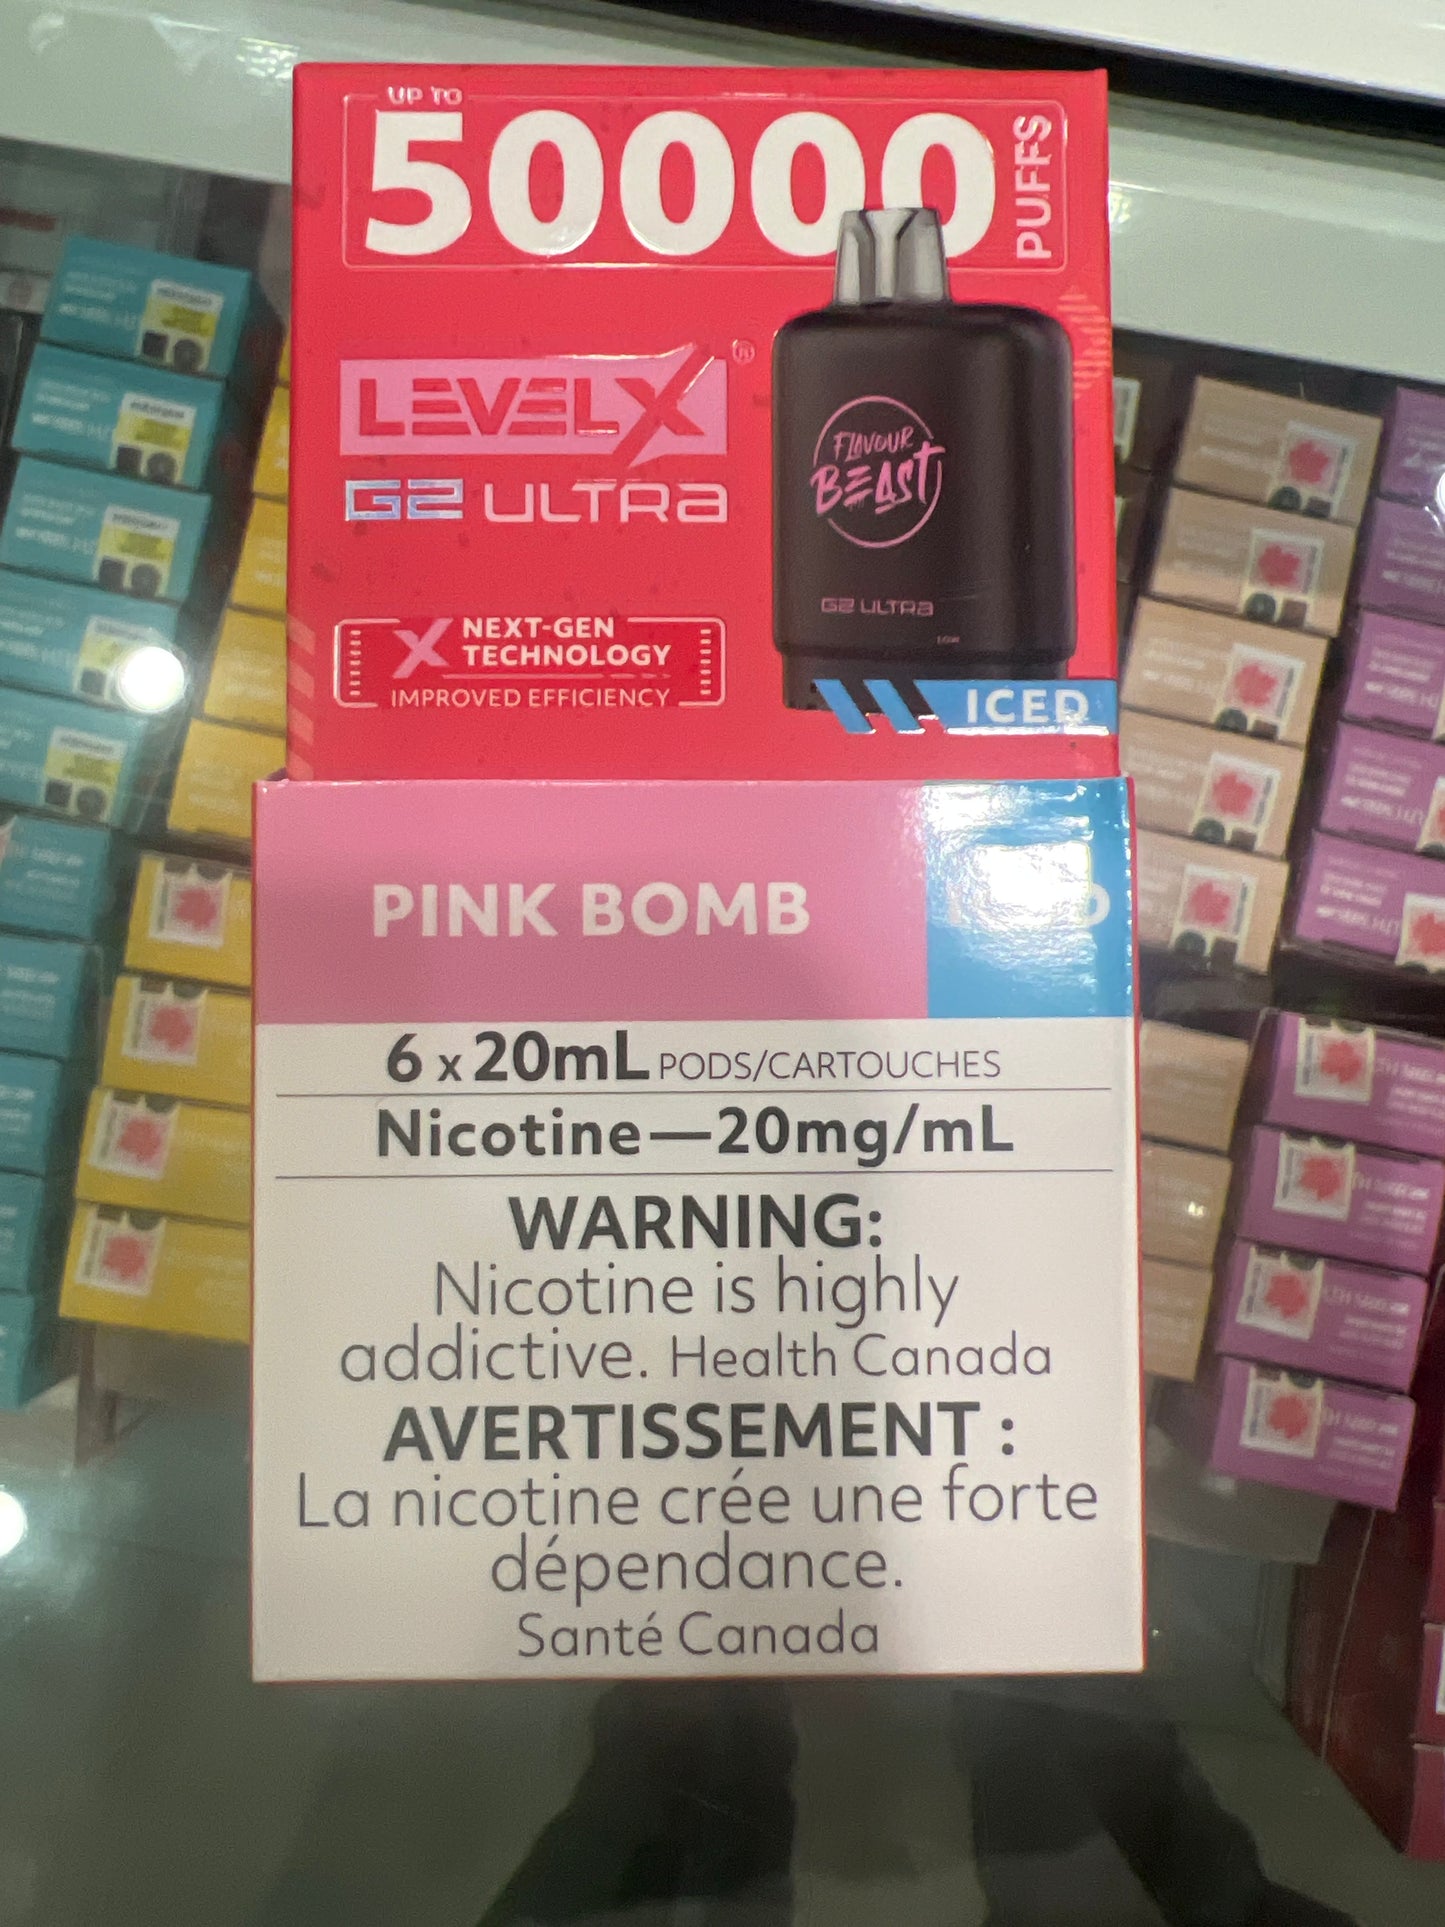 UP TO
50000
PUFFS
LEVELX®
G2 ULTRA
FLAVOUR
BEAST
G2 ULTRA
X NEXT-GEN
TECHNOLOGY
IMPROVED EFFICIENCY
ICED
PINK BOMB
6 x 20mL PODS/CARTOUCHES
Nicotine—20mg/mL
WARNING:
Nicotine is highly
addictive. Health Canada
AVERTISSEMENT :
La nicotine crée une forte
dépendance.
Santé Canada